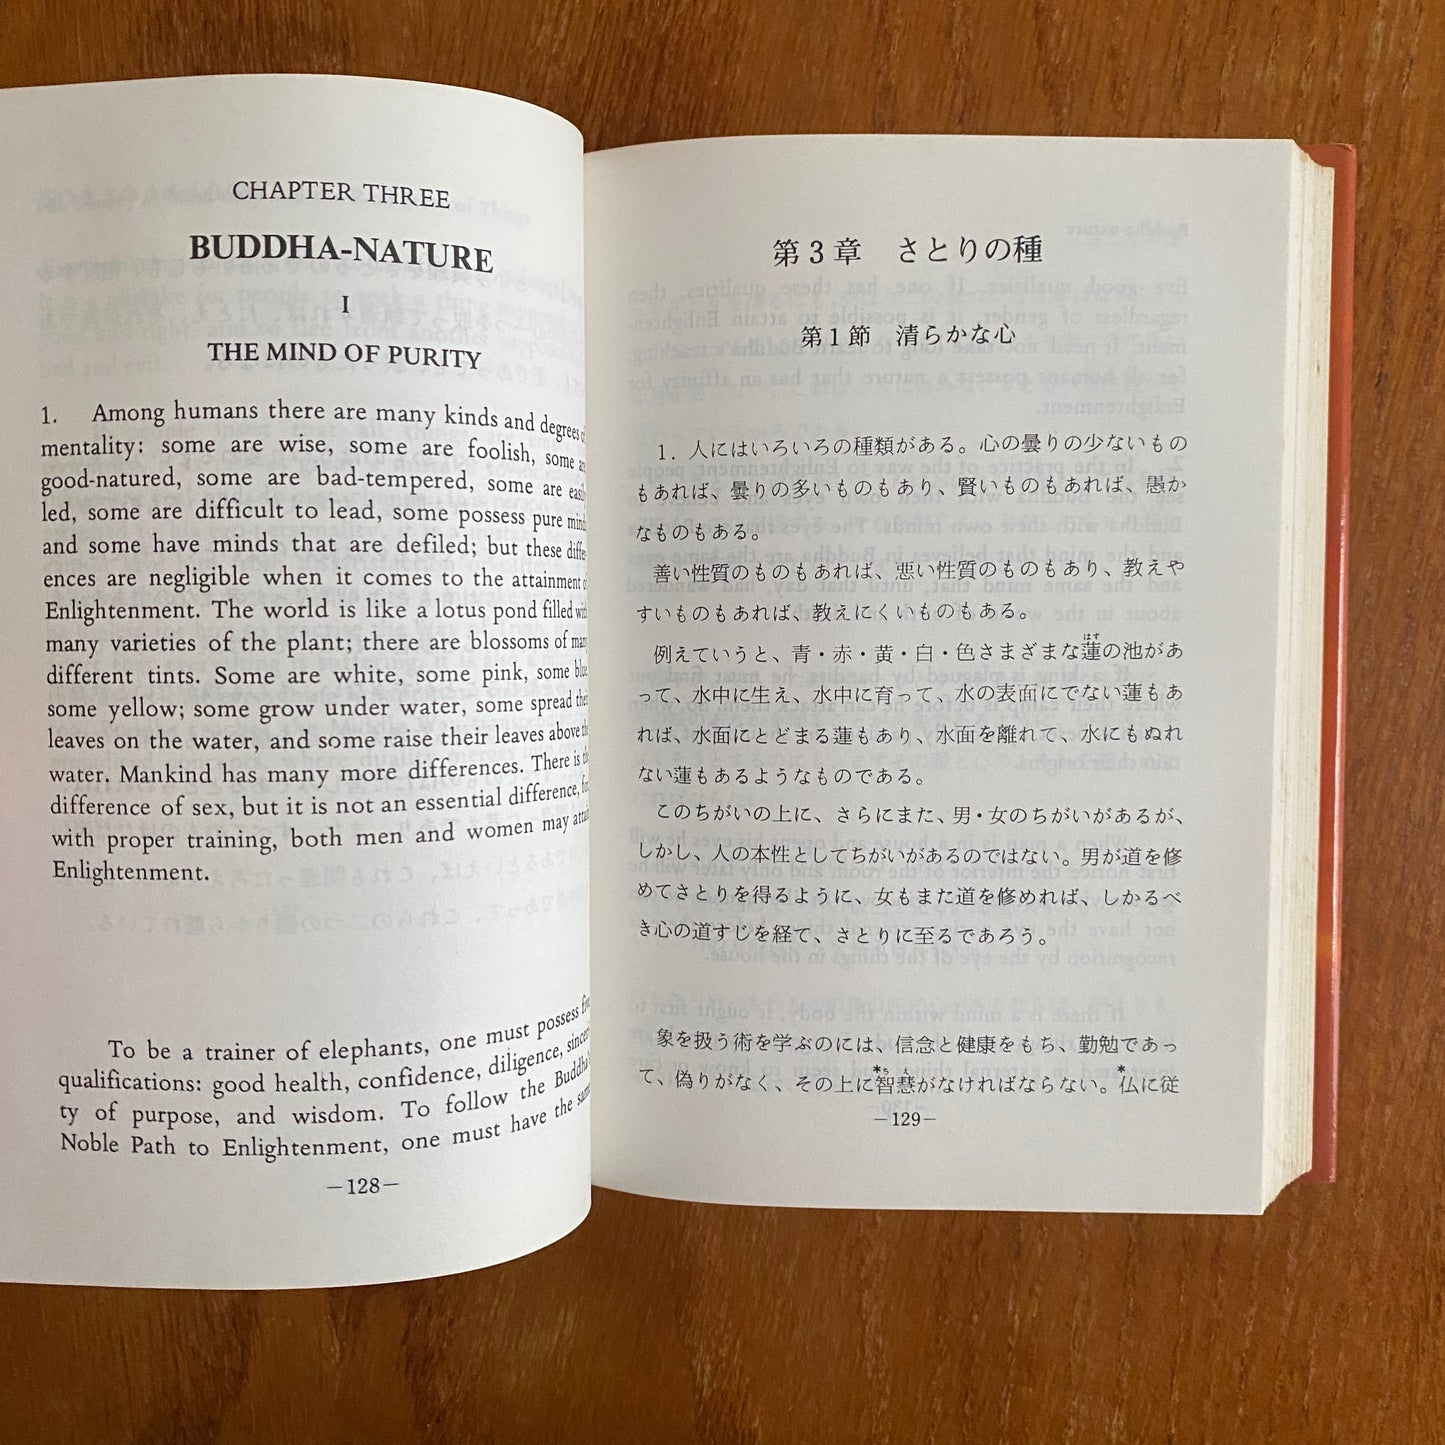 CHAPTER THREE
BUDDHA-NATURE
I
THE MIND OF PURITY
1. Among humans there are many kinds and degrees
mentality: some are wise, some are foolish, some
good-natured, some are bad-tempered, some are
led, some are difficult to lead, some possess pure
and some have minds that are defiled; but these
ences are negligible when it comes to the attainment
Enlightenment. The world is like a lotus pond filled
many varieties of the plant; there are blossoms of
different tints. Some are white, some pink, some
some yellow; some grow under water, some spread
leaves on the water, and some raise their leaves above
water. Mankind has many more differences. There is
difference of sex, but it is not an essential difference,
with proper training, both men and women may
Enlightenment.
To be a trainer of elephants, one must possess
qualifications: good health, confidence, diligence,
ty of purpose, and wisdom. To follow the
Noble Path to Enlightenment, one must have the
—128—
第3章 さとりの種
第1節 清らかな心
1. 人にはいろいろの種類がある。心の曇りの少ないもの
もあれば、曇りの多いものもあり、賢いものもあれば、愚か
なものもある。
善い性質のものもあれば、悪い性質のものもあり、教えや
すいものもあれば、教えにくいものもある。
例えていうと、青・赤・黄・白・色さまざまな蓮の池があ
って、水中に生え、水中に育って、水の表面にでない蓮もあ
れば、水面にとどまる蓮もあり、水面を離れて、水にもぬれ
ない蓮もあるようなものである。
このちがいの上に、さらにまた、男・女のちがいがあるが、
しかし、人の本性としてちがいがあるのではない。男が道を修
めてさとりを得るように、女もまた道を修めれば、しかるべ
き心の道すじを経て、さとりに至るであろう。
象を扱う術を学ぶのには、信念と健康をもち、勤勉であっ
て、偽りがなく、その上に*智慧がなければならない。*仏に従
—129—